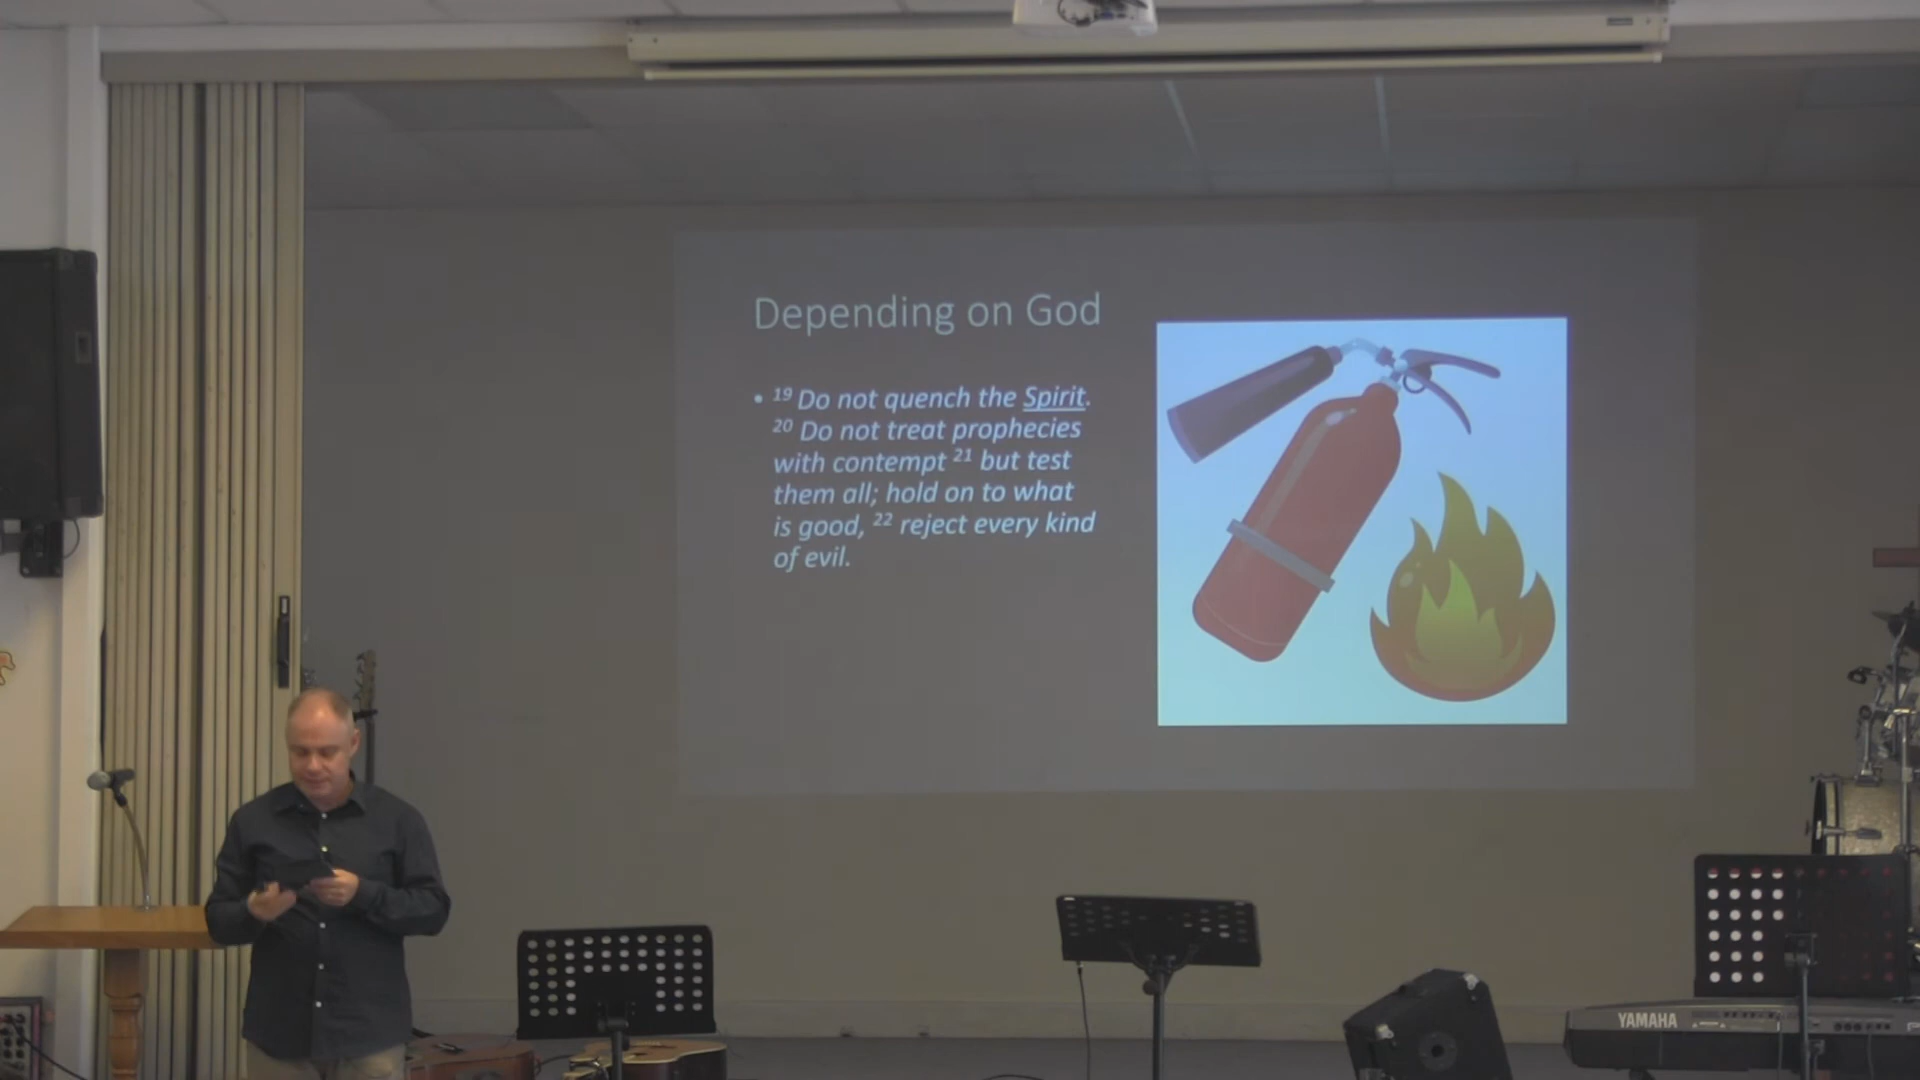 Depending on God
• 19 Do not quench the Spirit.
20 Do not treat prophecies
with contempt 21 but test
them all; hold on to what
is good, 22 reject every kind
of evil.
YAMAHA